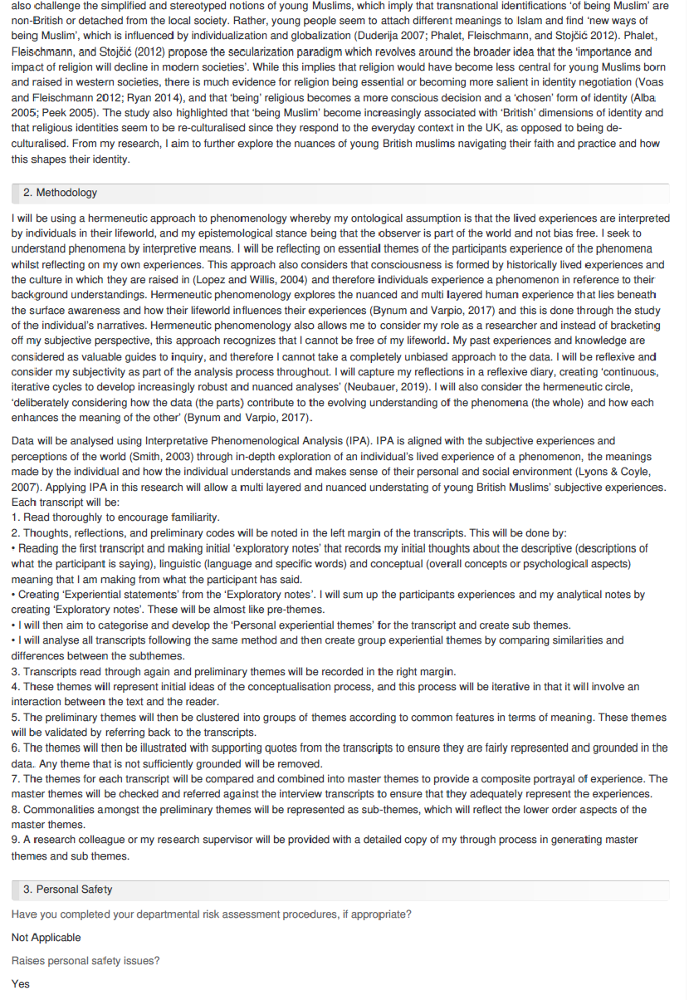 also challenge the simplified and stereotyped notions of young Muslims, which imply that transnational identifications 'of being Muslim' are
non-British or detached from the local society. Rather, young people seem to attach different meanings to Islam and find 'new ways of
being Muslim', which is influenced by individualization and globalization (Duderija 2007; Phalet, Fleischmann, and Stojčić 2012). Phalet,
Fleischmann, and Stojčić (2012) propose the secularization paradigm which revolves around the broader idea that the 'importance and
impact of religion will decline in modern societies'. While this implies that religion would have become less central for young Muslims born
and raised in western societies, there is much evidence for religion being essential or becoming more salient in identity negotiation (Voas
and Fleischmann 2012; Ryan 2014), and that 'being' religious becomes a more conscious decision and a 'chosen' form of identity (Alba
2005; Peek 2005). The study also highlighted that 'being Muslim' become increasingly associated with 'British' dimensions of identity and
that religious identities seem to be re-culturalised since they respond to the everyday context in the UK, as opposed to being de-
culturalised. From my research, I aim to further explore the nuances of young British muslims navigating their faith and practice and how
this shapes their identity.
2. Methodology
I will be using a hermeneutic approach to phenomenology whereby my ontological assumption is that the lived experiences are interpreted
by individuals in their lifeworld, and my epistemological stance being that the observer is part of the world and not bias free. I seek to
understand phenomena by interpretive means. I will be reflecting on essential themes of the participants experience of the phenomena
whilst reflecting on my own experiences. This approach also considers that consciousness is formed by historically lived experiences and
the culture in which they are raised in (Lopez and Willis, 2004) and therefore individuals experience a phenomenon in reference to their
background understandings. Hermeneutic phenomenology explores the nuanced and multi layered human experience that lies beneath
the surface awareness and how their lifeworld influences their experiences (Bynum and Varpio, 2017) and this is done through the study
of the individual's narratives. Hermeneutic phenomenology also allows me to consider my role as a researcher and instead of bracketing
off my subjective perspective, this approach recognizes that I cannot be free of my lifeworld. My past experiences and knowledge are
considered as valuable guides to inquiry, and therefore I cannot take a completely unbiased approach to the data. I will be reflexive and
consider my subjectivity as part of the analysis process throughout. I will capture my reflections in a reflexive diary, creating 'continuous,
iterative cycles to develop increasingly robust and nuanced analyses' (Neubauer, 2019). I will also consider the hermeneutic circle,
'deliberately considering how the data (the parts) contribute to the evolving understanding of the phenomena (the whole) and how each
enhances the meaning of the other' (Bynum and Varpio, 2017).
Data will be analysed using Interpretative Phenomenological Analysis (IPA). IPA is aligned with the subjective experiences and
perceptions of the world (Smith, 2003) through in-depth exploration of an individual's lived experience of a phenomenon, the meanings
made by the individual and how the individual understands and makes sense of their personal and social environment (Lyons & Coyle,
2007). Applying IPA in this research will allow a multi layered and nuanced understating of young British Muslims' subjective experiences.
Each transcript will be:
1. Read thoroughly to encourage familiarity.
2. Thoughts, reflections, and preliminary codes will be noted in the left margin of the transcripts. This will be done by:
• Reading the first transcript and making initial 'exploratory notes' that records my initial thoughts about the descriptive (descriptions of
what the participant is saying), linguistic (language and specific words) and conceptual (overall concepts or psychological aspects)
meaning that I am making from what the participant has said.
• Creating 'Experiential statements' from the 'Exploratory notes'. I will sum up the participants experiences and my analytical notes by
creating 'Exploratory notes'. These will be almost like pre-themes.
• I will then aim to categorise and develop the 'Personal experiential themes' for the transcript and create sub themes.
• I will analyse all transcripts following the same method and then create group experiential themes by comparing similarities and
differences between the subthemes.
3. Transcripts read through again and preliminary themes will be recorded in the right margin.
4. These themes will represent initial ideas of the conceptualisation process, and this process will be iterative in that it will involve an
interaction between the text and the reader.
5. The preliminary themes will then be clustered into groups of themes according to common features in terms of meaning. These themes
will be validated by referring back to the transcripts.
6. The themes will then be illustrated with supporting quotes from the transcripts to ensure they are fairly represented and grounded in the
data. Any theme that is not sufficiently grounded will be removed.
7. The themes for each transcript will be compared and combined into master themes to provide a composite portrayal of experience. The
master themes will be checked and referred against the interview transcripts to ensure that they adequately represent the experiences.
8. Commonalities amongst the preliminary themes will be represented as sub-themes, which will reflect the lower order aspects of the
master themes.
9. A research colleague or my research supervisor will be provided with a detailed copy of my through process in generating master
themes and sub themes.
3. Personal Safety
Have you completed your departmental risk assessment procedures, if appropriate?
Not Applicable
Raises personal safety issues?
Yes